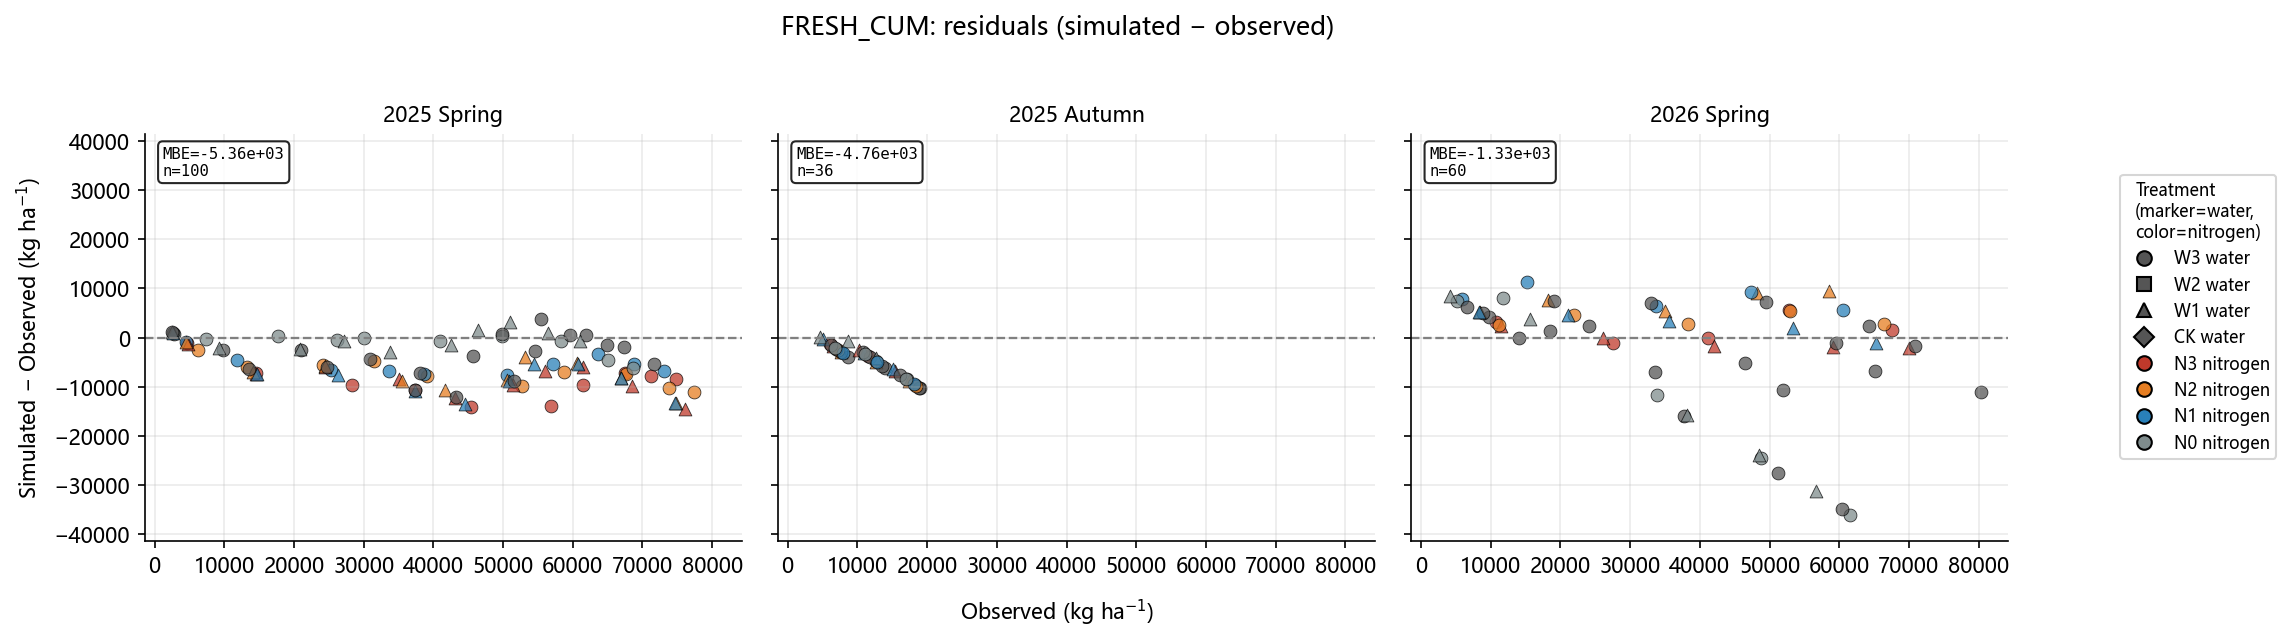 FRESH_CUM: residuals (simulated − observed)
2025 Spring
2025 Autumn
2026 Spring
MBE=-5.36e+03
n=100
MBE=-4.76e+03
n=36
MBE=-1.33e+03
n=60
40000
30000
20000
10000
0
−10000
−20000
−30000
−40000
Simulated − Observed (kg ha⁻¹)
0 10000 20000 30000 40000 50000 60000 70000 80000
0 10000 20000 30000 40000 50000 60000 70000 80000
0 10000 20000 30000 40000 50000 60000 70000 80000
Observed (kg ha⁻¹)
Treatment
(marker=water,
color=nitrogen)
W3 water
W2 water
W1 water
CK water
N3 nitrogen
N2 nitrogen
N1 nitrogen
N0 nitrogen